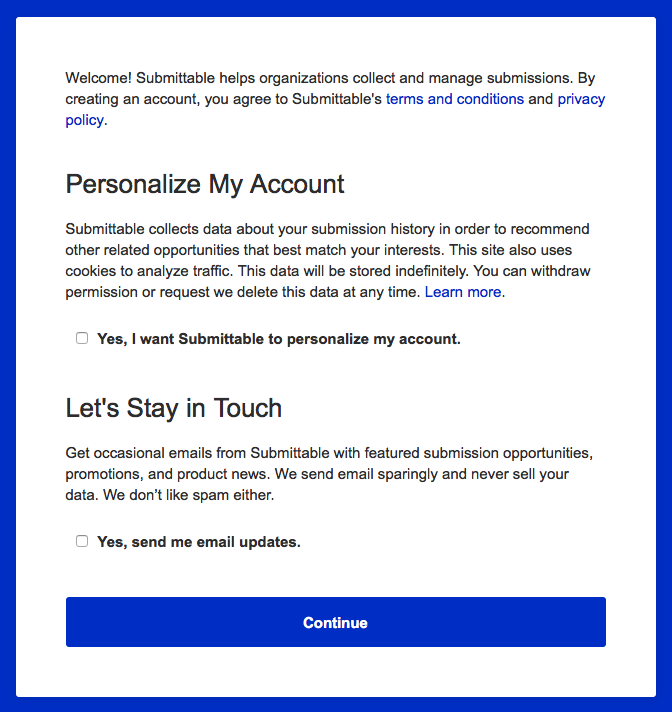 Welcome! Submittable helps organizations collect and manage submissions. By
creating an account, you agree to Submittable's terms and conditions and privacy
policy.
Personalize My Account
Submittable collects data about your submission history in order to recommend
other related opportunities that best match your interests. This site also uses
cookies to analyze traffic. This data will be stored indefinitely. You can withdraw
permission or request we delete this data at any time. Learn more.
Yes, I want Submittable to personalize my account.
Let's Stay in Touch
Get occasional emails from Submittable with featured submission opportunities,
promotions, and product news. We send email sparingly and never sell your
data. We don’t like spam either.
Yes, send me email updates.
Continue